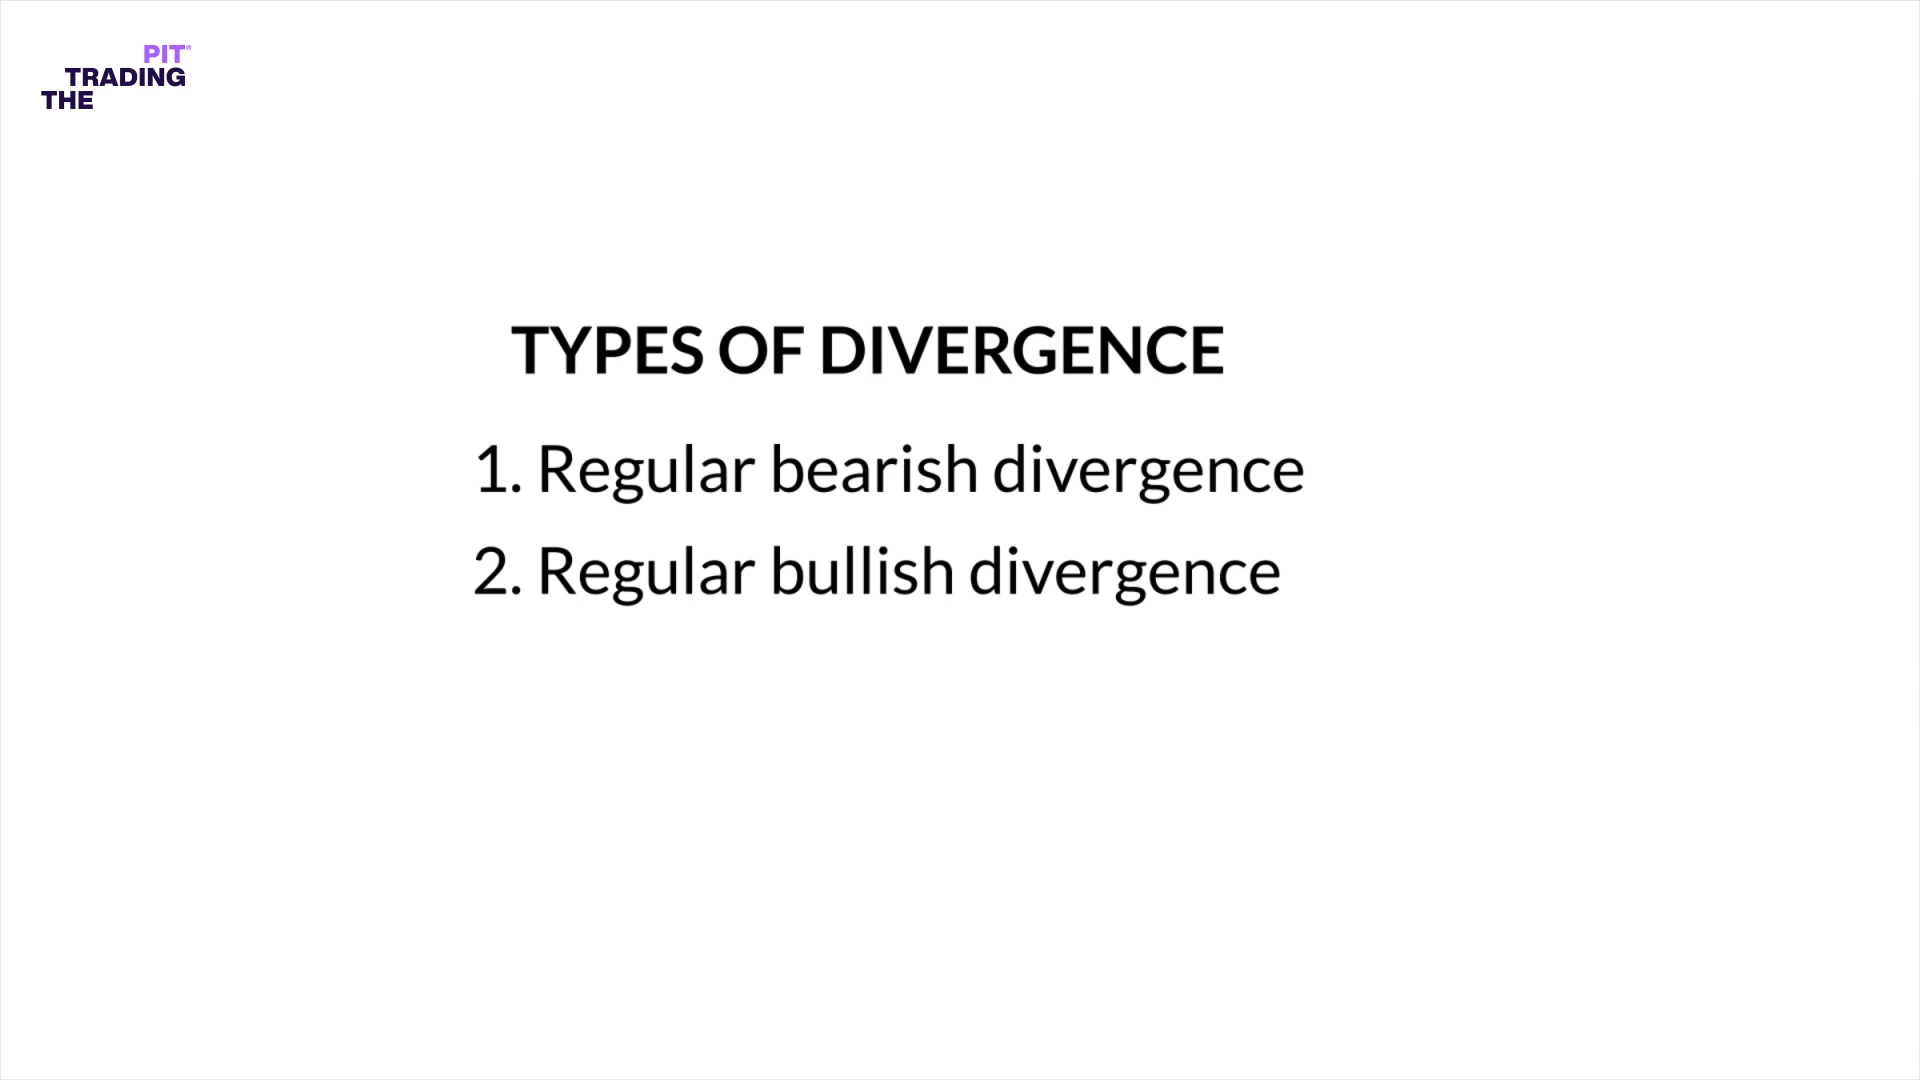 PIT®
TRADING
THE
TYPES OF DIVERGENCE
1. Regular bearish divergence
2. Regular bullish divergence